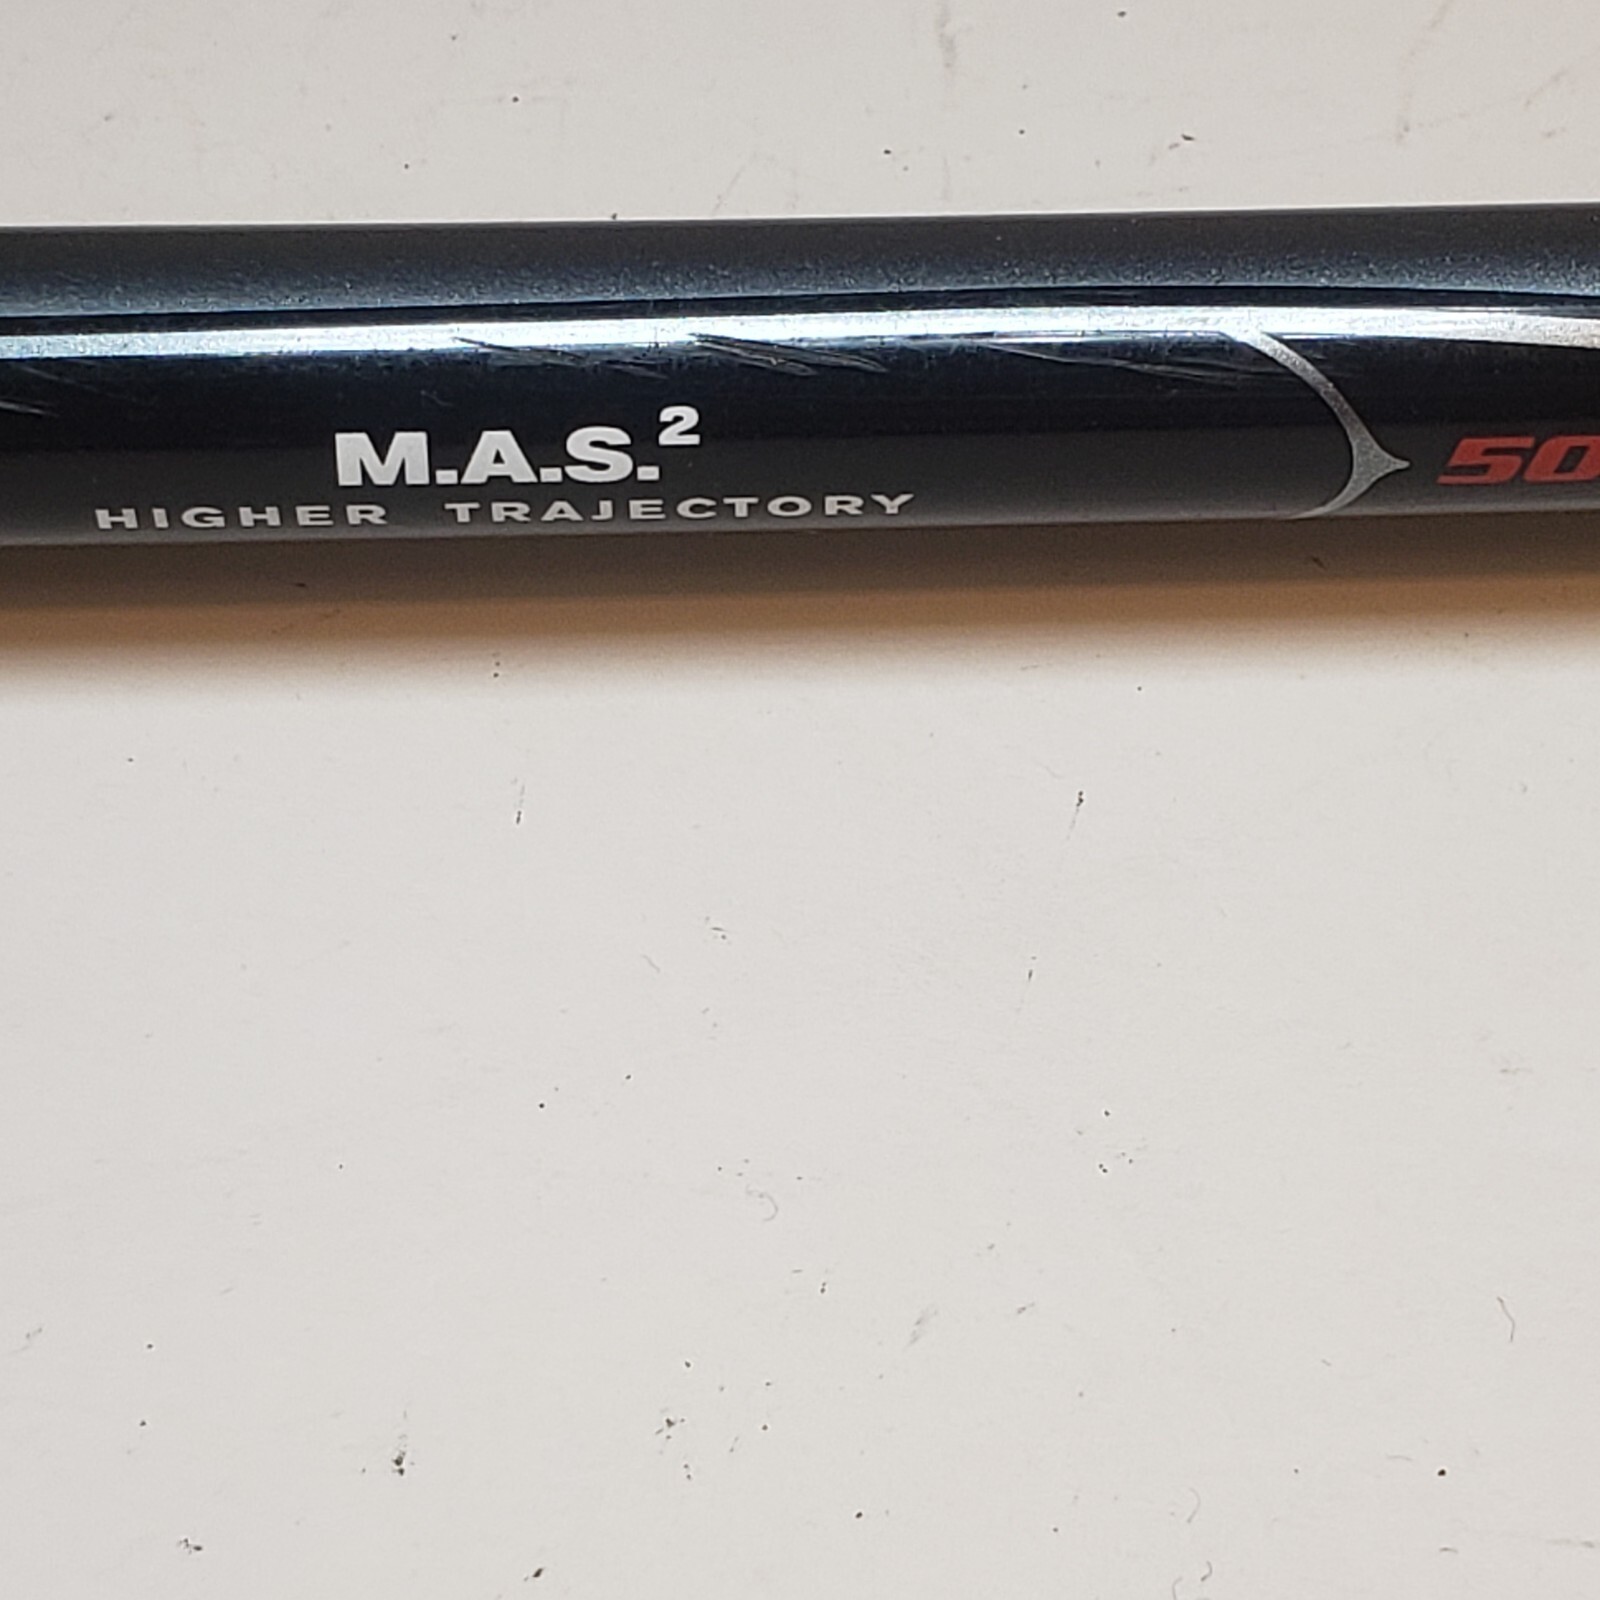 M.A.S.²
HIGHER TRAJECTORY
50